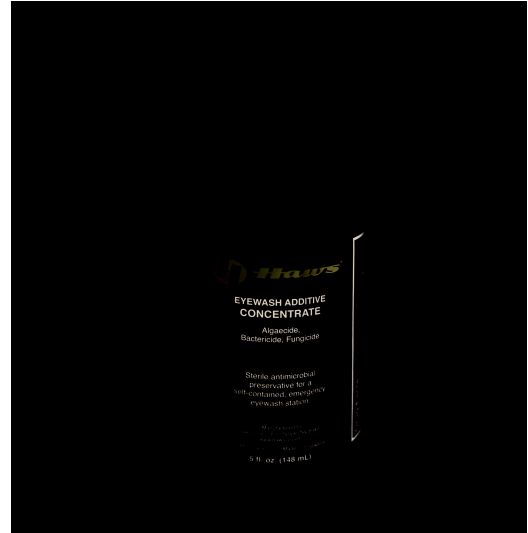 Haws
EYEWASH ADDITIVE
CONCENTRATE
Algaecide,
Bactericide, Fungicide
Sterile antimicrobial
preservative for a
self-contained, emergency
eyewash station
5 fl. oz. (148 mL)